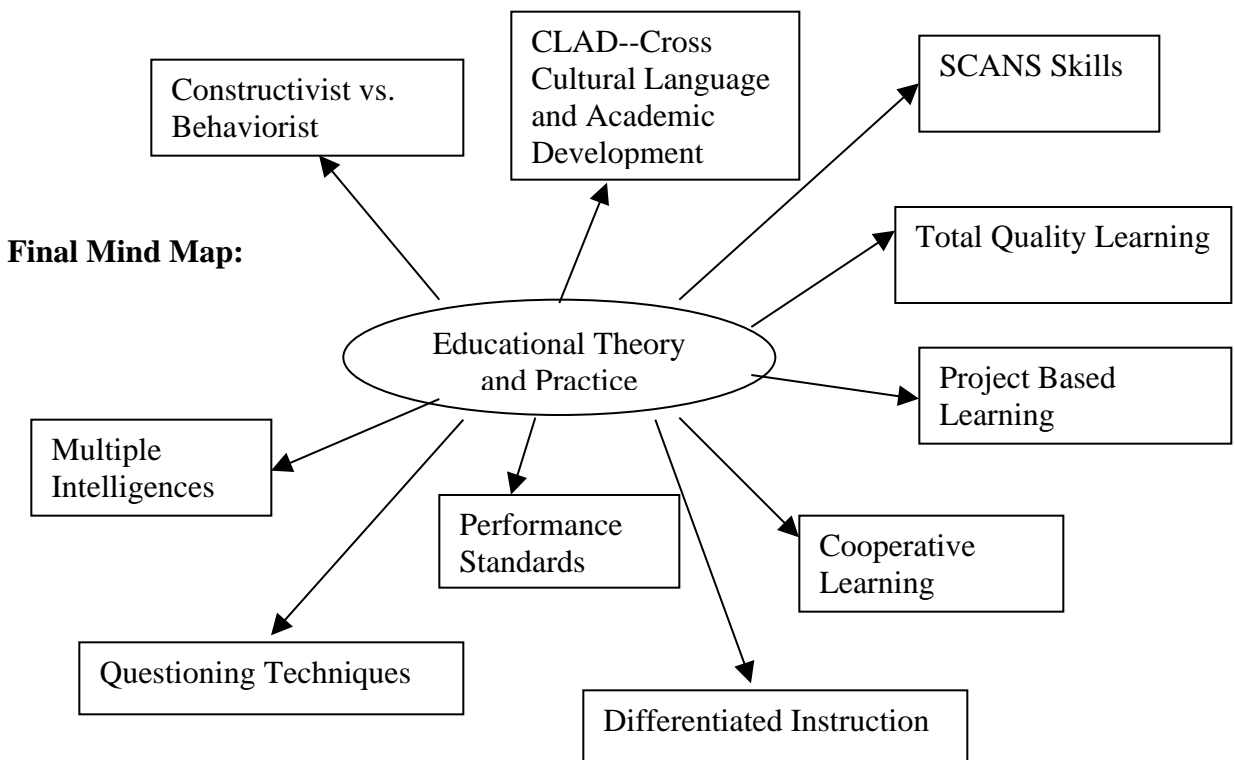 Constructivist vs.
Behaviorist
CLAD--Cross
Cultural Language
and Academic
Development
SCANS Skills
Final Mind Map:
Total Quality Learning
Educational Theory
and Practice
Project Based
Learning
Multiple
Intelligences
Performance
Standards
Cooperative
Learning
Questioning Techniques
Differentiated Instruction